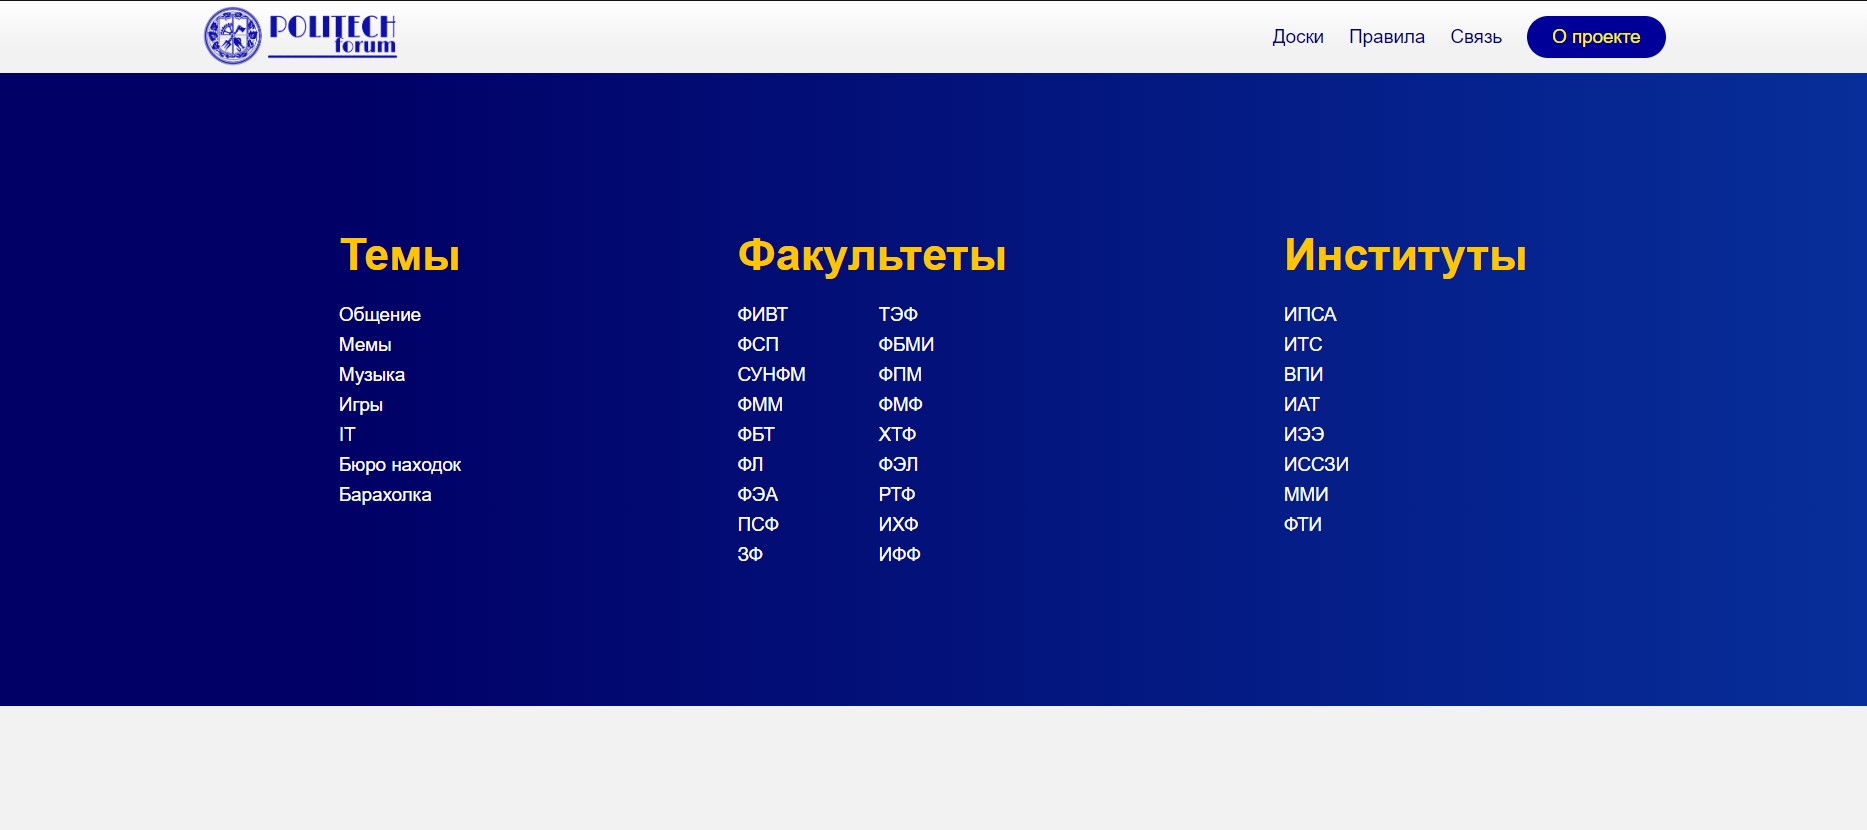 POLITECH
forum
Доски Правила Связь О проекте
Темы
Общение
Мемы
Музыка
Игры
IT
Бюро находок
Барахолка
Факультеты
ФИВТ
ФСП
СУНФМ
ФММ
ФБТ
ФЛ
ФЭА
ПСФ
ЗФ
ТЭФ
ФБМИ
ФПМ
ФМФ
ХТФ
ФЭЛ
РТФ
ИХФ
ИФФ
Институты
ИПСА
ИТС
ВПИ
ИАТ
ИЭЭ
ИССЗИ
ММИ
ФТИ